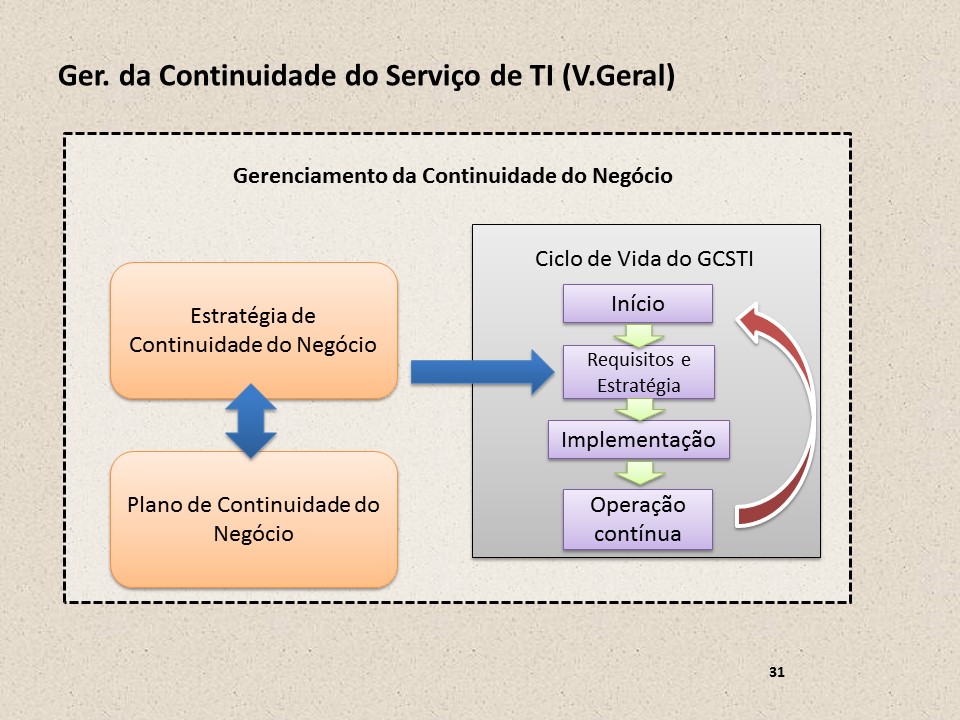 Ger. da Continuidade do Serviço de TI (V.Geral)
Gerenciamento da Continuidade do Negócio
Estratégia de
Continuidade do Negócio
Plano de Continuidade do
Negócio
Ciclo de Vida do GCSTI
Início
Requisitos e
Estratégia
Implementação
Operação
contínua
31